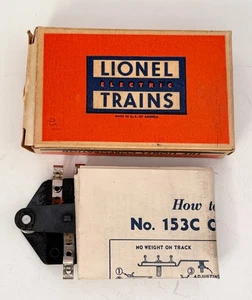 LIONEL
ELECTRIC
TRAINS
MADE IN U.S. OF AMERICA
How to
No. 153C C
NO WEIGHT ON TRACK
ADJUSTING